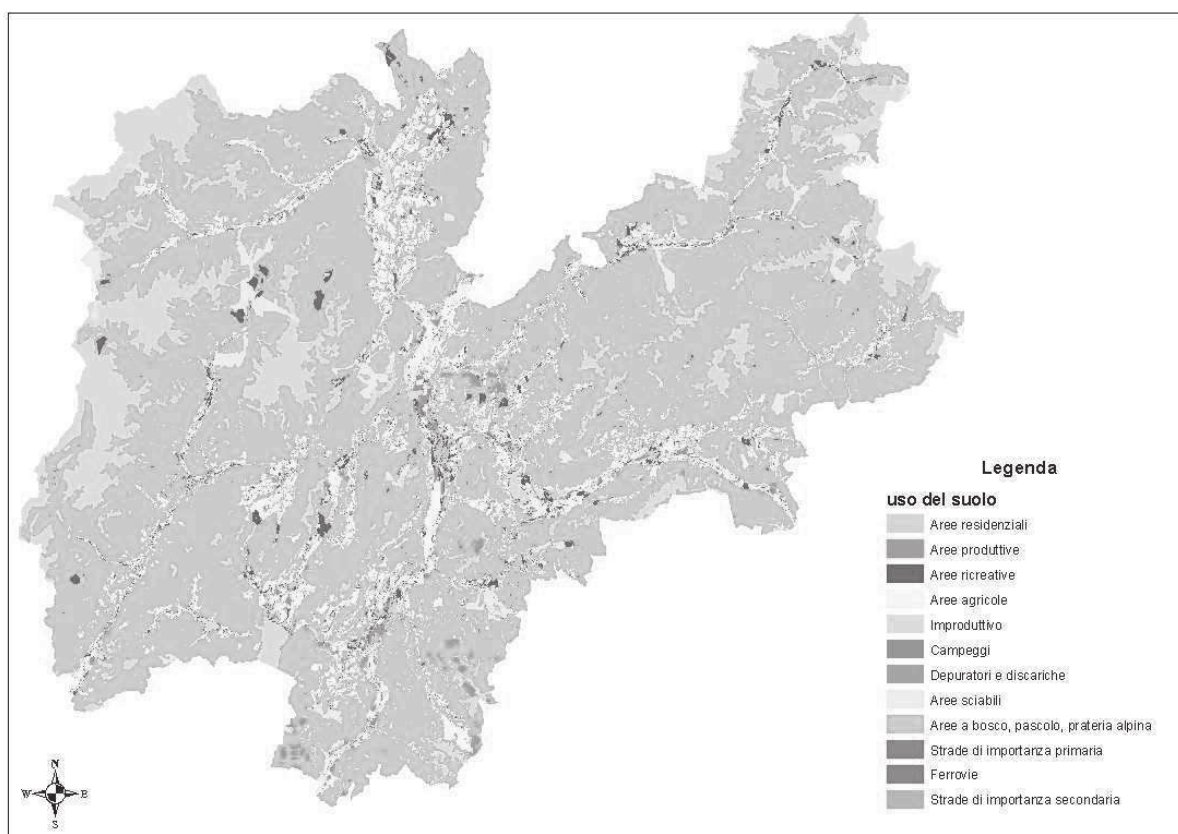 Legenda
uso del suolo
Aree residenziali
Aree produttive
Aree ricreative
Aree agricole
Improduttivo
Campeggi
Depuratori e discariche
Aree sciabili
Aree a bosco, pascolo, prateria alpina
Strade di importanza primaria
Ferrovie
Strade di importanza secondaria
N
W E
S